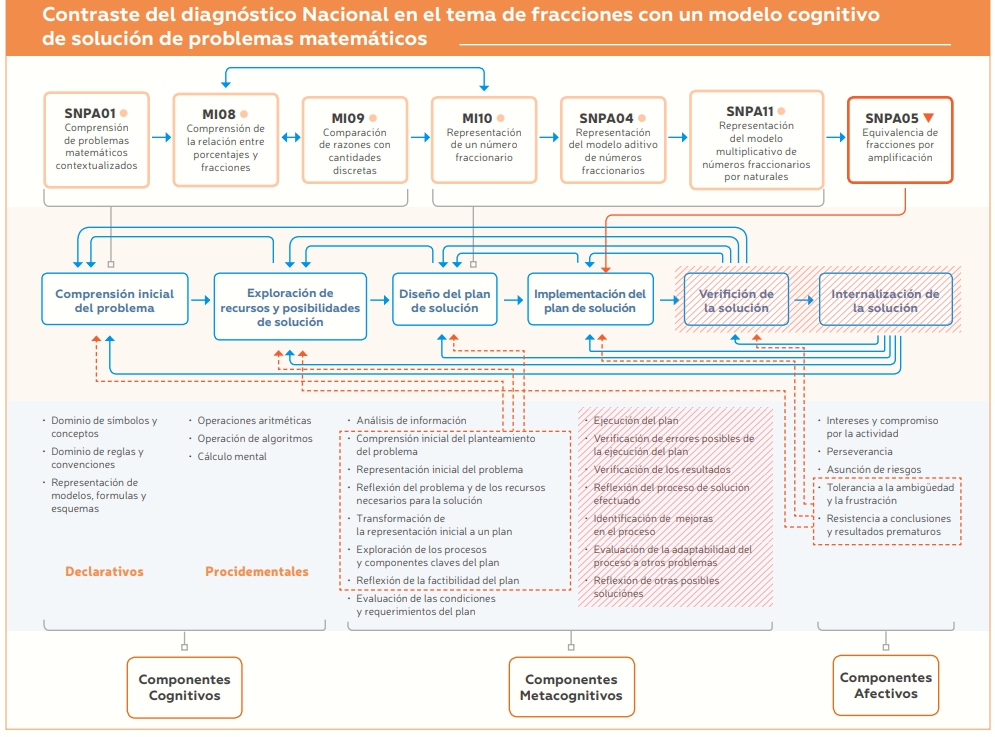 Contraste del diagnóstico Nacional en el tema de fracciones con un modelo cognitivo
de solución de problemas matemáticos
SNPA01
Comprensión
de problemas
matemáticos
contextualizados
MI08
Comprensión de
la relación entre
porcentajes y
fracciones
MI09
Comparación
de razones con
cantidades
discretas
MI10
Representación
de un número
fraccionario
SNPA04
Representación
del modelo aditivo
de números
fraccionarios
SNPA11
Representación
del modelo
multiplicativo de
números fraccionarios
por naturales
SNPA05
Equivalencia de
fracciones por
amplificación
Comprensión inicial
del problema
Exploración de
recursos y posibilidades
de solución
Diseño del plan
de solución
Implementación del
plan de solución
Verifición de
la solución
Internalización de
la solución
· Dominio de símbolos y
conceptos
· Dominio de reglas y
convenciones
· Representación de
modelos, formulas y
esquemas
Declarativos
· Operaciones aritméticas
· Operación de algoritmos
· Cálculo mental
Procidementales
· Análisis de información
· Comprensión inicial del planteamiento
del problema
· Representación inicial del problema
· Reflexión del problema y de los recursos
necesarios para la solución
· Transformación de
la representación inicial a un plan
· Exploración de los procesos
y componentes claves del plan
· Reflexión de la factibilidad del plan
· Evaluación de las condiciones
y requerimientos del plan
· Ejecución del plan
· Verificación de errores posibles de
la ejecución del plan
· Verificación de los resultados
· Reflexión del proceso de solución
efectuado
· Identificación de mejoras
en el proceso
· Evaluación de la adaptabilidad del
proceso a otros problemas
· Reflexión de otras posibles
soluciónes
· Intereses y compromiso
por la actividad
· Perseverancia
· Asunción de riesgos
· Tolerancia a la ambigüedad
y la frustración
· Resistencia a conclusiones
y resultados prematuros
Componentes
Cognitivos
Componentes
Metacognitivos
Componentes
Afectivos